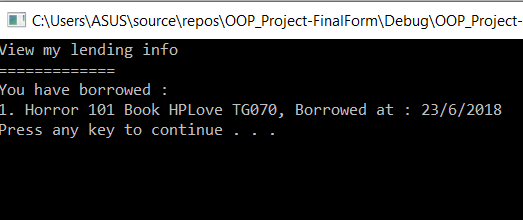 C:\Users\ASUS\source\repos\OOP_Project-FinalForm\Debug\OOP_Project-
View my lending info
=============
You have borrowed :
1. Horror 101 Book HPLove TG070, Borrowed at : 23/6/2018
Press any key to continue . . .